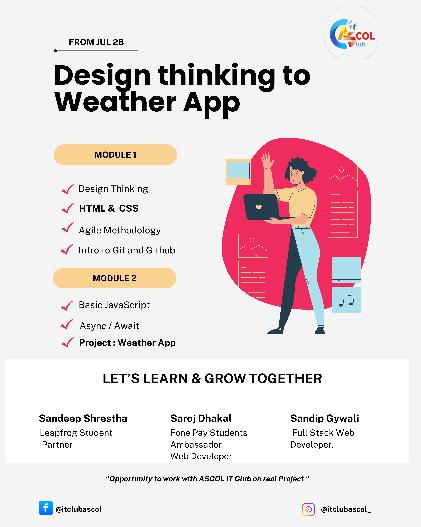 FROM JUL 28
ASCOL
Club
Design thinking to
Weather App
MODULE 1
Design Thinking
HTML & CSS
Agile Methodology
Intro to Git and Github
MODULE 2
Basic JavaScript
Async / Await
Project : Weather App
LET'S LEARN & GROW TOGETHER
Sandeep Shrestha
Leapfrog Student
Partner
Saroj Dhakal
Fone Pay Students
Ambassador
Web Developer
Sandip Gywali
Full Stack Web
Developer.
"Opportunity to work with ASCOL IT Club on real Project"
@itclubascol
@itclubascol_